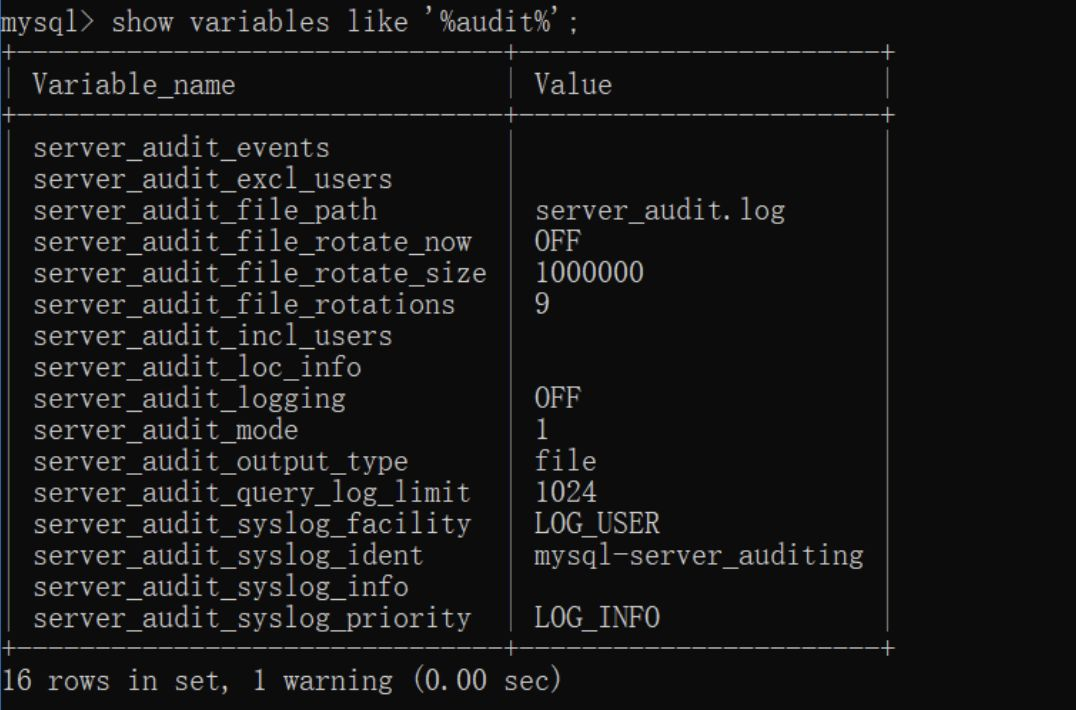 mysql> show variables like '%audit%';
Variable_name Value
server_audit_events
server_audit_excl_users
server_audit_file_path server_audit.log
server_audit_file_rotate_now OFF
server_audit_file_rotate_size 1000000
server_audit_file_rotations 9
server_audit_incl_users
server_audit_loc_info
server_audit_logging OFF
server_audit_mode 1
server_audit_output_type file
server_audit_query_log_limit 1024
server_audit_syslog_facility LOG_USER
server_audit_syslog_ident mysql-server_auditing
server_audit_syslog_info
server_audit_syslog_priority LOG_INFO
16 rows in set, 1 warning (0.00 sec)